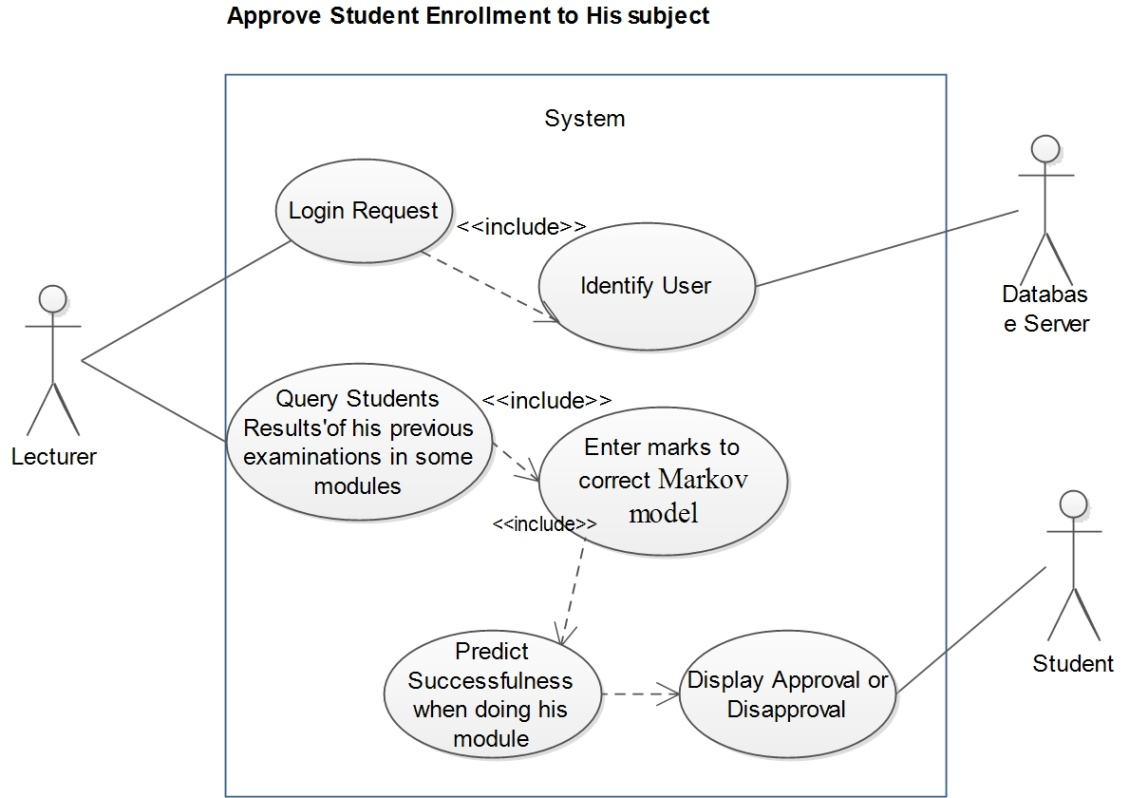 Approve Student Enrollment to His subject
System
Login Request
<<include>>
Identify User
Databas
e Server
Lecturer
Query Students
Results'of his previous
examinations in some
modules
<<include>>
Enter marks to
correct Markov
model
<<include>>
Predict
Successfulness
when doing his
module
Display Approval or
Disapproval
Student